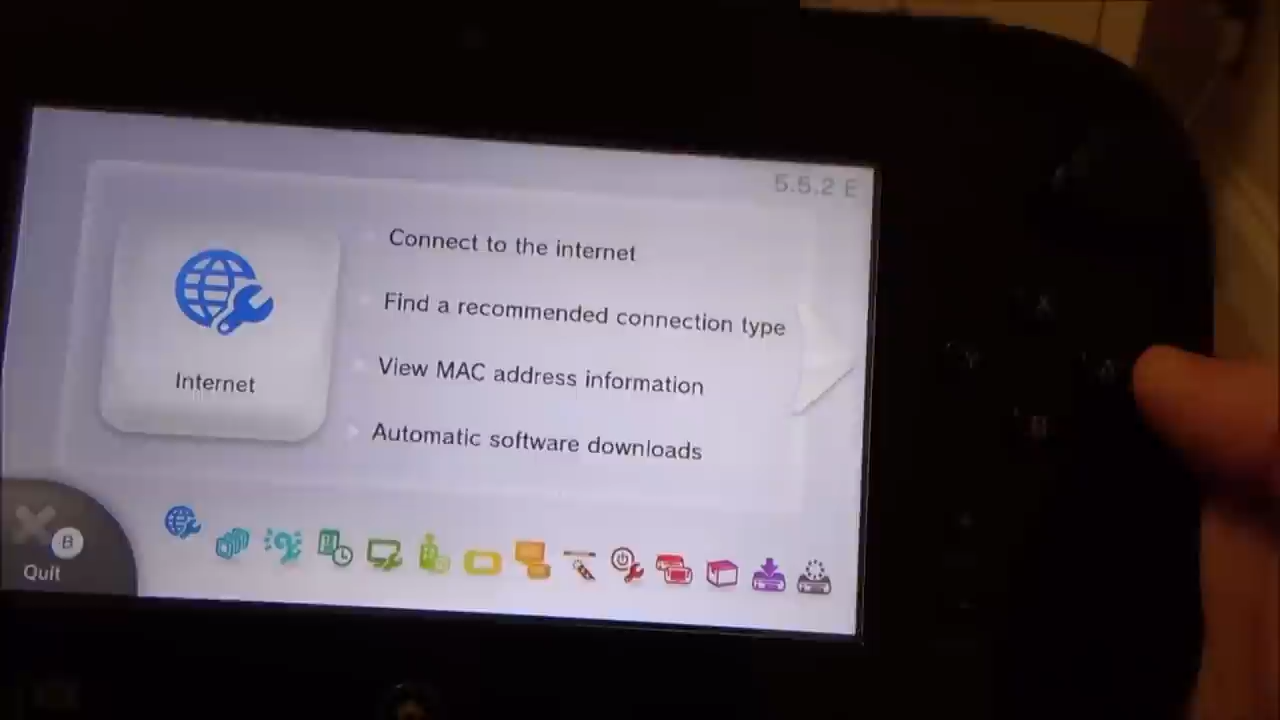 5.5.2 E
Connect to the internet
Find a recommended connection type
View MAC address information
Automatic software downloads
Internet
B
Quit